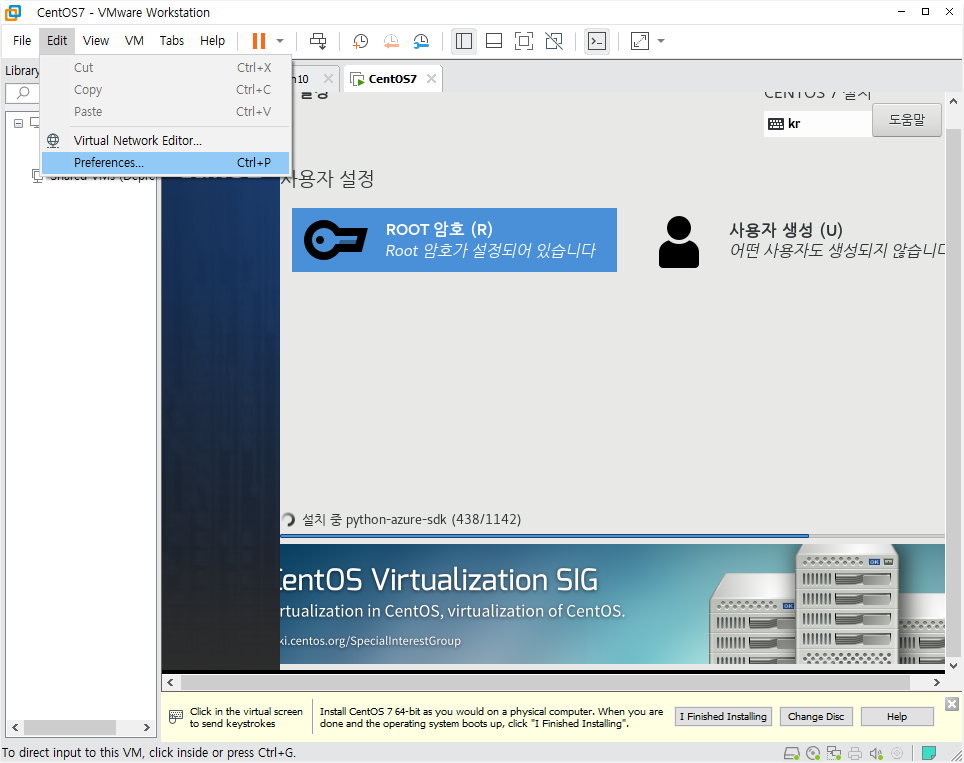 CentOS7 - VMware Workstation
File Edit View VM Tabs Help
Library
Cut Ctrl+X
Copy Ctrl+C
Paste Ctrl+V
Virtual Network Editor...
Preferences... Ctrl+P
Shared VMs (Depre
10 CentOS7
설정
CENTOS 7 설치
kr
도움말
사용자 설정
ROOT 암호 (R)
Root 암호가 설정되어 있습니다
사용자 생성 (U)
어떤 사용자도 생성되지 않습니다
설치 중 python-azure-sdk (438/1142)
CentOS Virtualization SIG
rtualization in CentOS, virtualization of CentOS.
ki.centos.org/SpecialInterestGroup
Click in the virtual screen
to send keystrokes
Install CentOS 7 64-bit as you would on a physical computer. When you are
done and the operating system boots up, click "I Finished Installing".
I Finished Installing
Change Disc
Help
To direct input to this VM, click inside or press Ctrl+G.